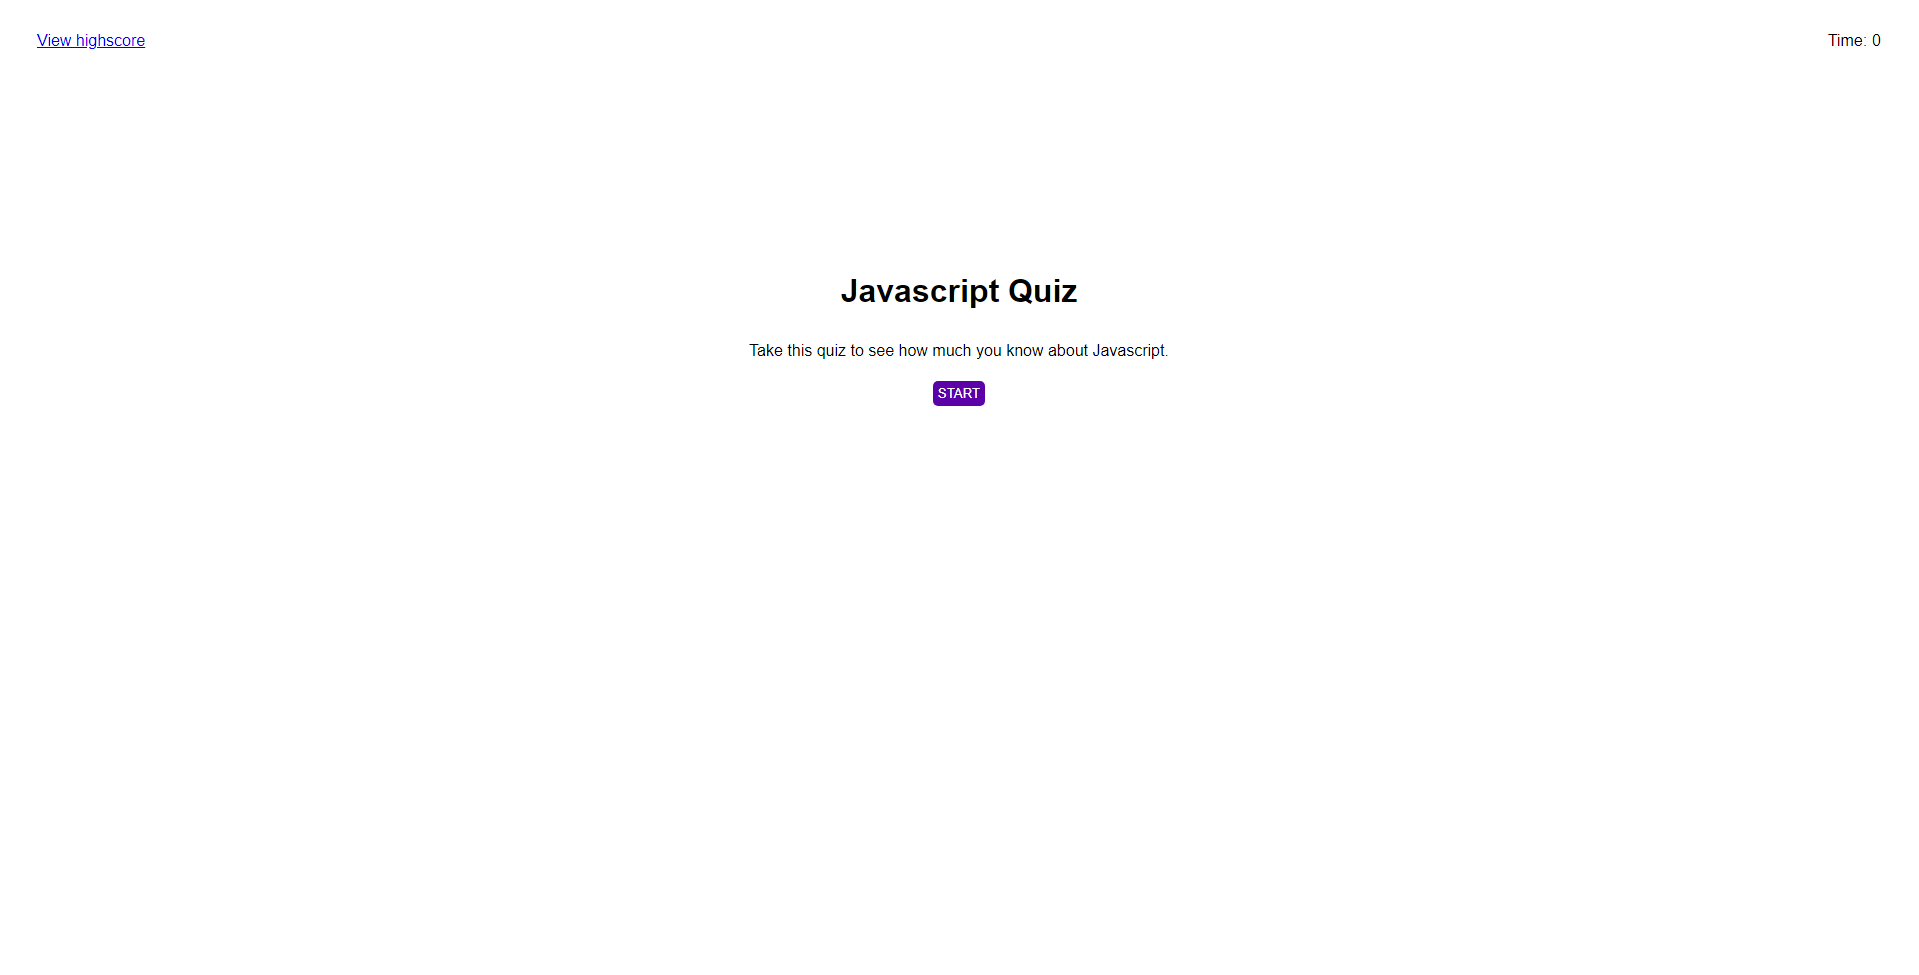 View highscore
Time: 0
Javascript Quiz
Take this quiz to see how much you know about Javascript.
START